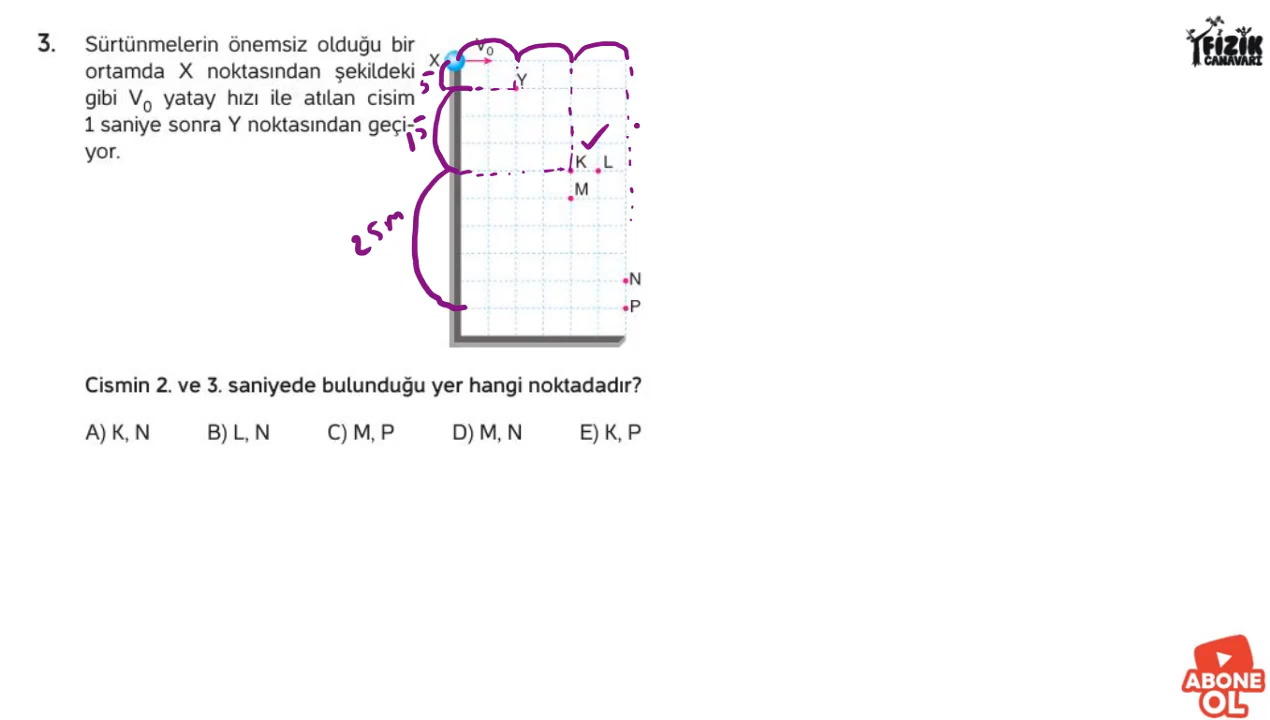 3. Sürtünmelerin önemsiz olduğu bir
ortamda X noktasından şekildeki
gibi V₀ yatay hızı ile atılan cisim
1 saniye sonra Y noktasından geçi-
yor.
X
V₀
5
Y
15
K L
M
25m
N
P
Cismin 2. ve 3. saniyede bulunduğu yer hangi noktadadır?
A) K, N B) L, N C) M, P D) M, N E) K, P
FİZİK
CANAVARI
ABONE
OL